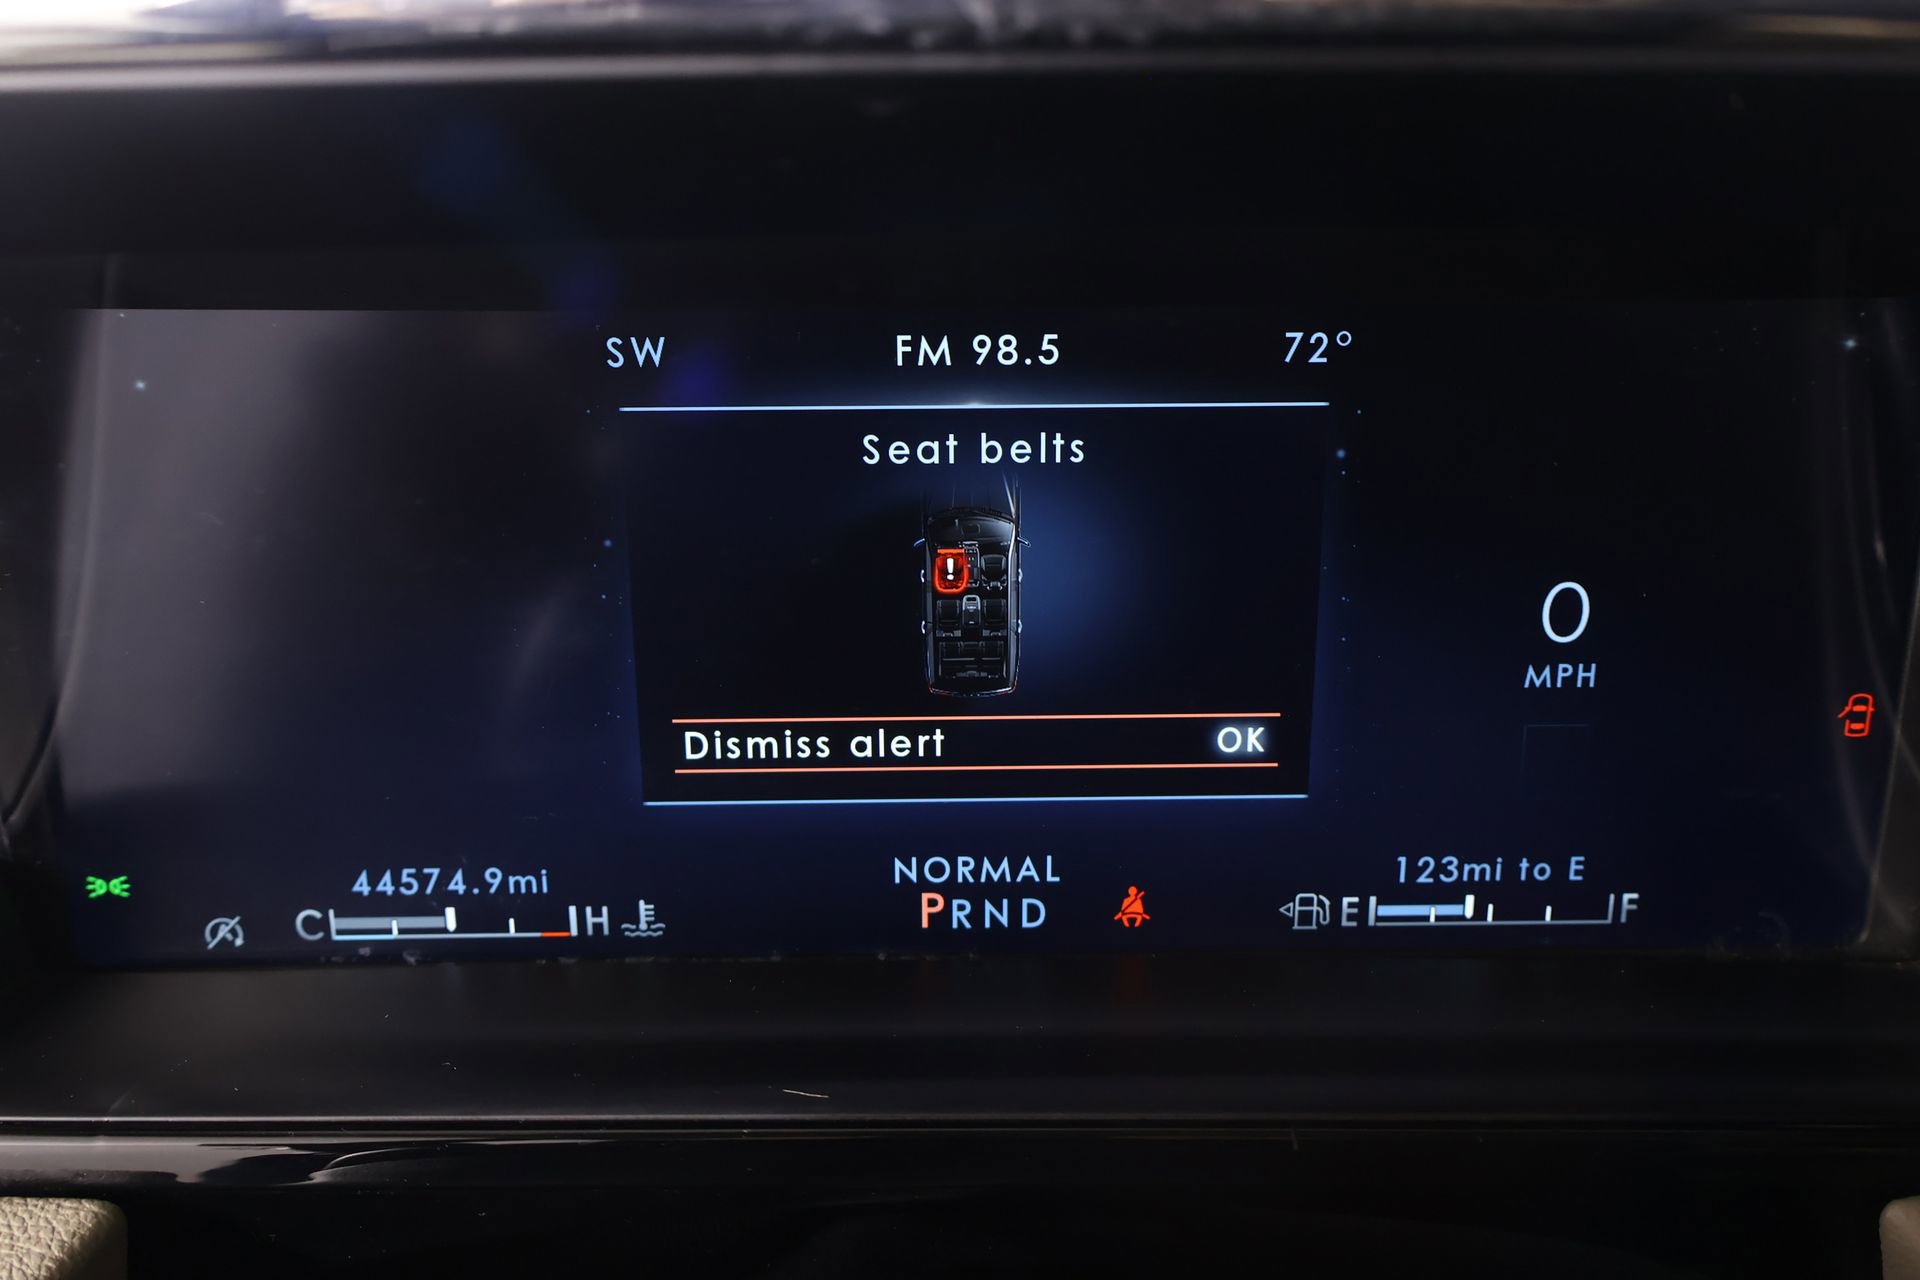 SW FM 98.5 72°
Seat belts
!
Dismiss alert OK
0
MPH
44574.9mi NORMAL 123mi to E
C H PRND E F